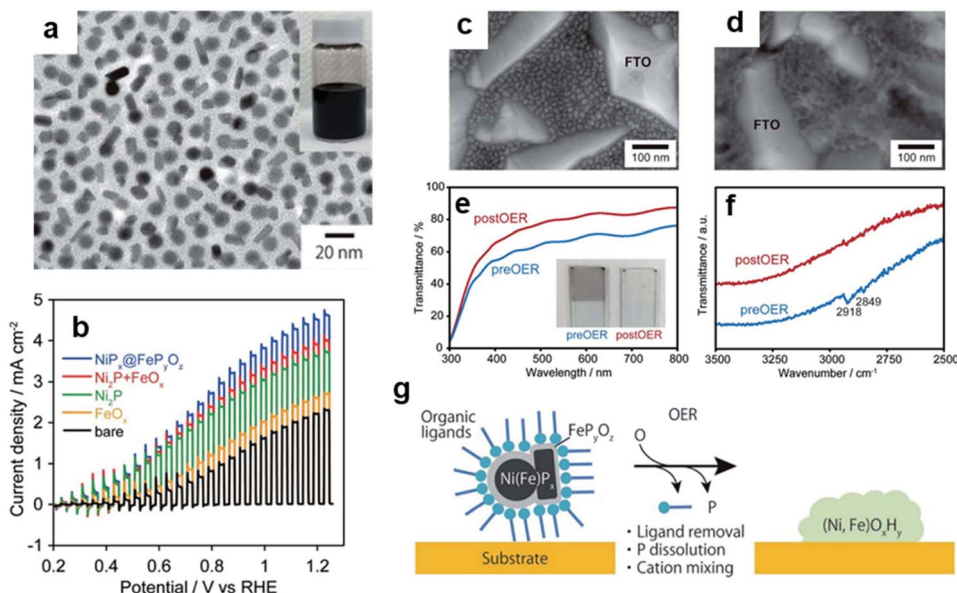 a
20 nm
b
5
4
3
2
1
0
-1
Current density / mA cm⁻²
NiPₓ@FePᵧO_z
Ni₂P+FeOₓ
Ni₂P
FeOₓ
bare
0.2 0.4 0.6 0.8 1 1.2
Potential / V vs RHE
c
FTO
100 nm
d
FTO
100 nm
e
100
80
60
40
20
0
Transmittance / %
postOER
preOER
preOER postOER
300 400 500 600 700 800
Wavelength / nm
f
Transmittance / a.u.
postOER
preOER
2849
2918
3500 3250 3000 2750 2500
Wavenumber / cm⁻¹
g
Organic
ligands
FePᵧO_z
Ni(Fe)Pₓ
Substrate
OER
O
P
• Ligand removal
• P dissolution
• Cation mixing
(Ni, Fe)OₓHᵧ